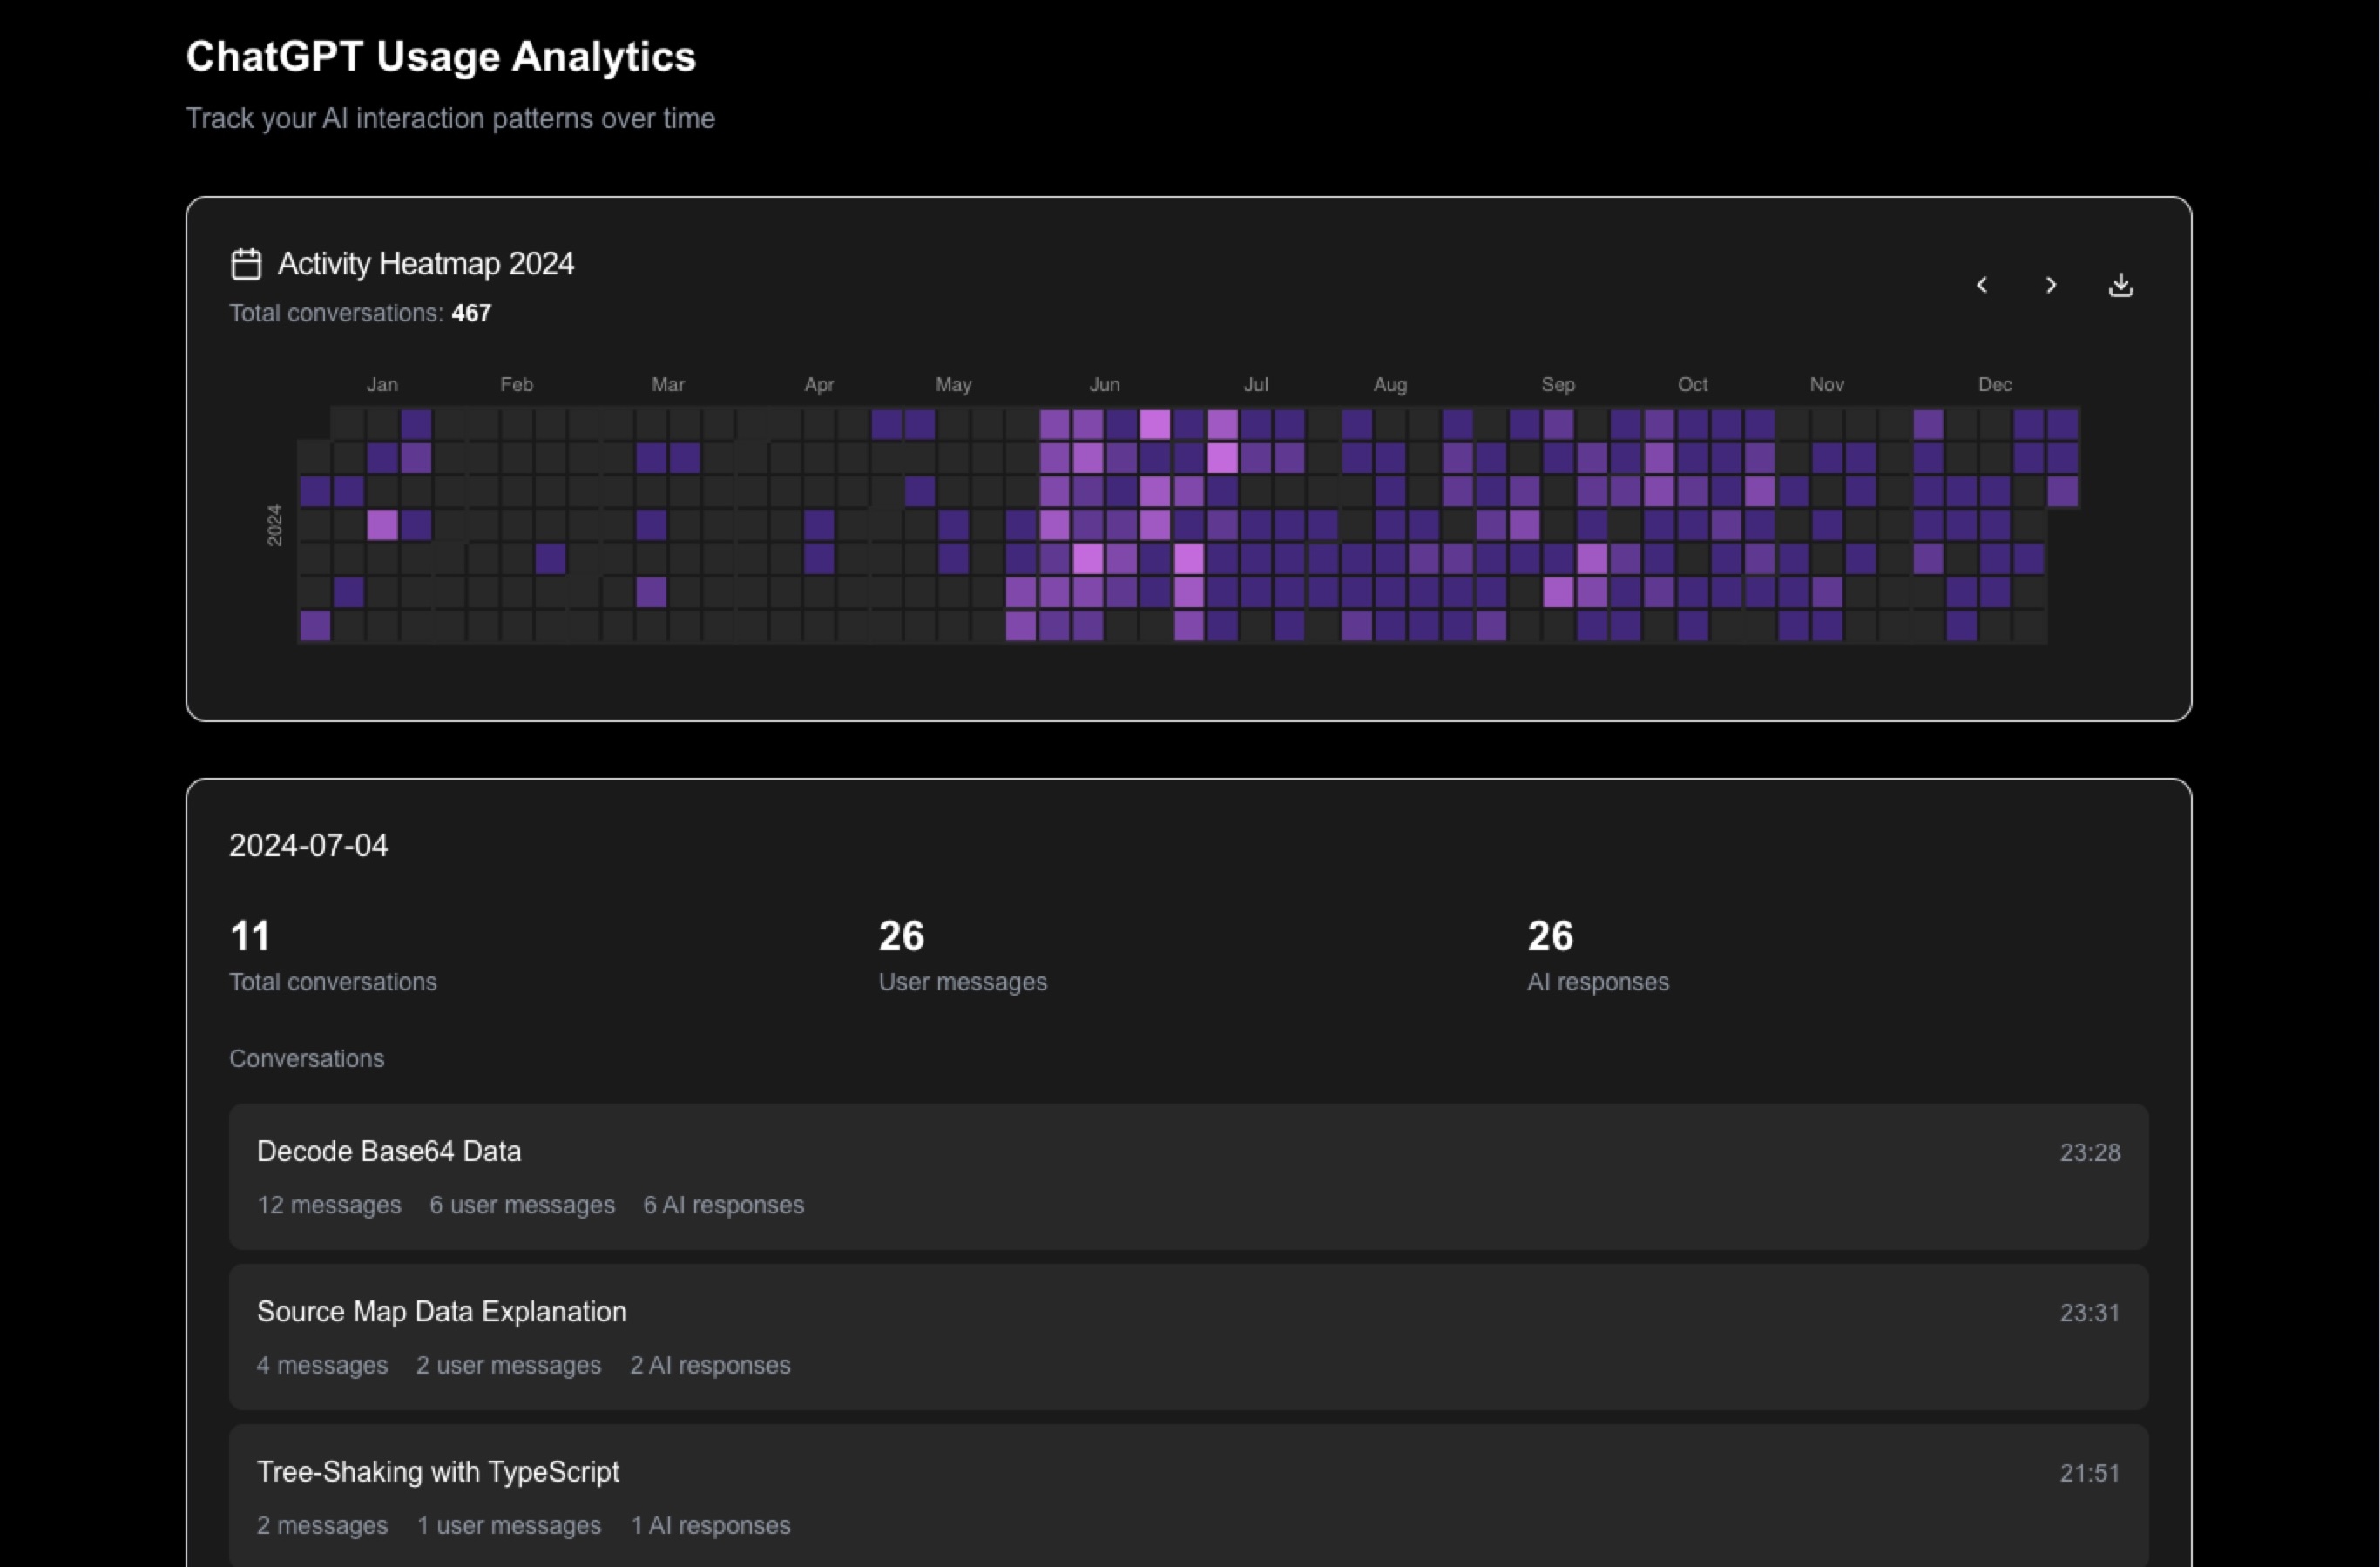 ChatGPT Usage Analytics
Track your AI interaction patterns over time
Activity Heatmap 2024
Total conversations: 467
Jan Feb Mar Apr May Jun Jul Aug Sep Oct Nov Dec
2024
2024-07-04
11 26 26
Total conversations User messages AI responses
Conversations
Decode Base64 Data 23:28
12 messages 6 user messages 6 AI responses
Source Map Data Explanation 23:31
4 messages 2 user messages 2 AI responses
Tree-Shaking with TypeScript 21:51
2 messages 1 user messages 1 AI responses